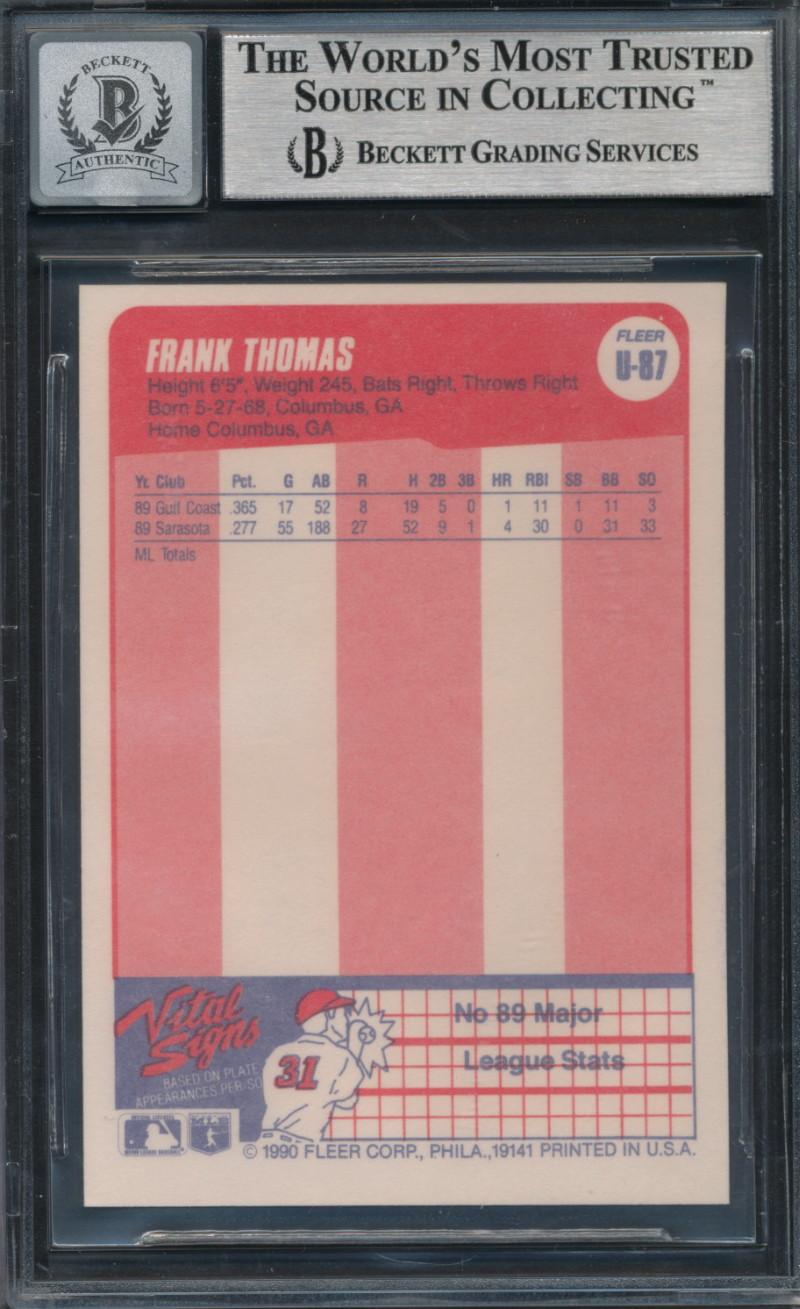 BECKETT
B
AUTHENTIC
THE WORLD'S MOST TRUSTED
SOURCE IN COLLECTING™
B BECKETT GRADING SERVICES
FRANK THOMAS
FLEER
U-87
Height 6'5", Weight 245, Bats Right, Throws Right
Born 5-27-68, Columbus, GA
Home Columbus, GA
Yr. Club Pct. G AB R H 2B 3B HR RBI SB BB SO
89 Gulf Coast .365 17 52 8 19 5 0 1 11 1 11 3
89 Sarasota .277 55 188 27 52 9 1 4 30 0 31 33
ML Totals
Vital
Signs
BASED ON PLATE
APPEARANCES PER/SO
31
No 89 Major
League Stats
© 1990 FLEER CORP., PHILA.,19141 PRINTED IN U.S.A.